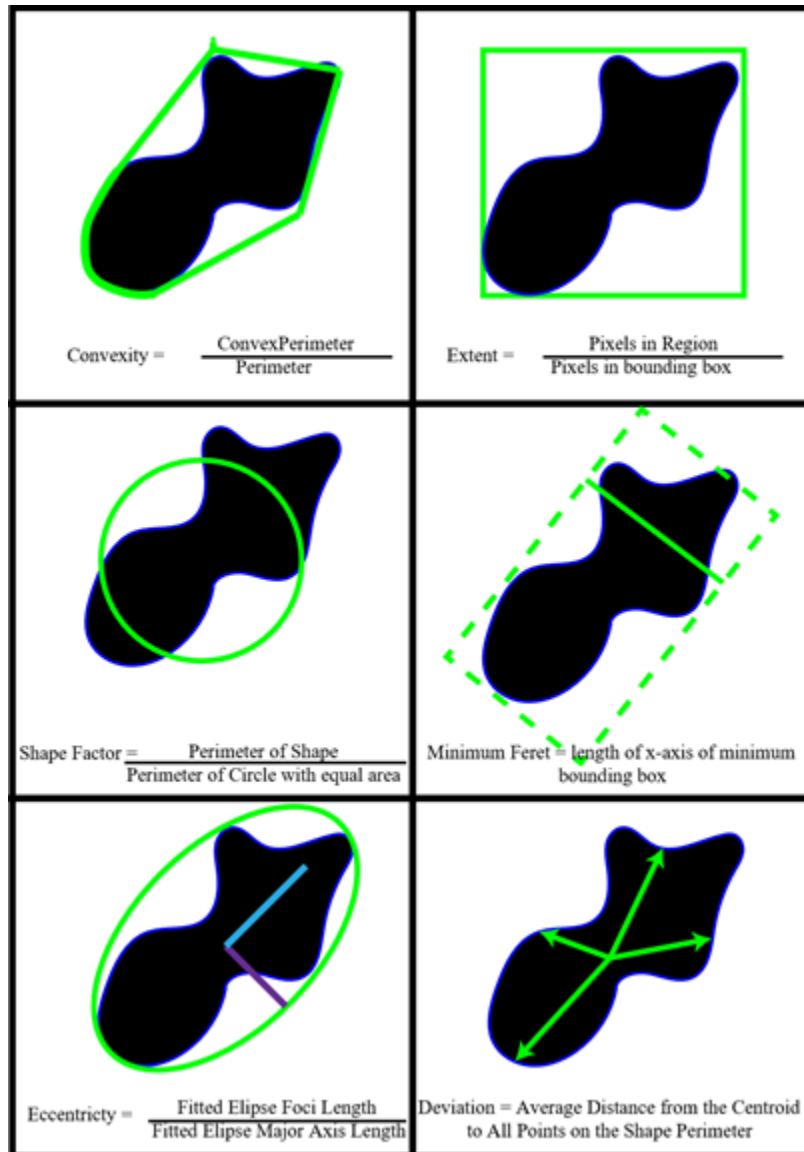 Convexity = ConvexPerimeter
Perimeter
Extent = Pixels in Region
Pixels in bounding box
Shape Factor = Perimeter of Shape
Perimeter of Circle with equal area
Minimum Feret = length of x-axis of minimum
bounding box
Eccentricty = Fitted Elipse Foci Length
Fitted Elipse Major Axis Length
Deviation = Average Distance from the Centroid
to All Points on the Shape Perimeter